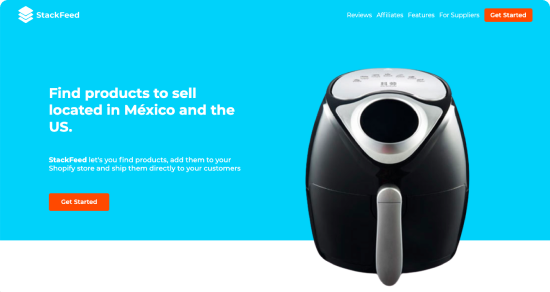 StackFeed
Reviews Affiliates Features For Suppliers Get Started
Find products to sell
located in México and the
US.
StackFeed let's you find products, add them to your
Shopify store and ship them directly to your customers
Get Started